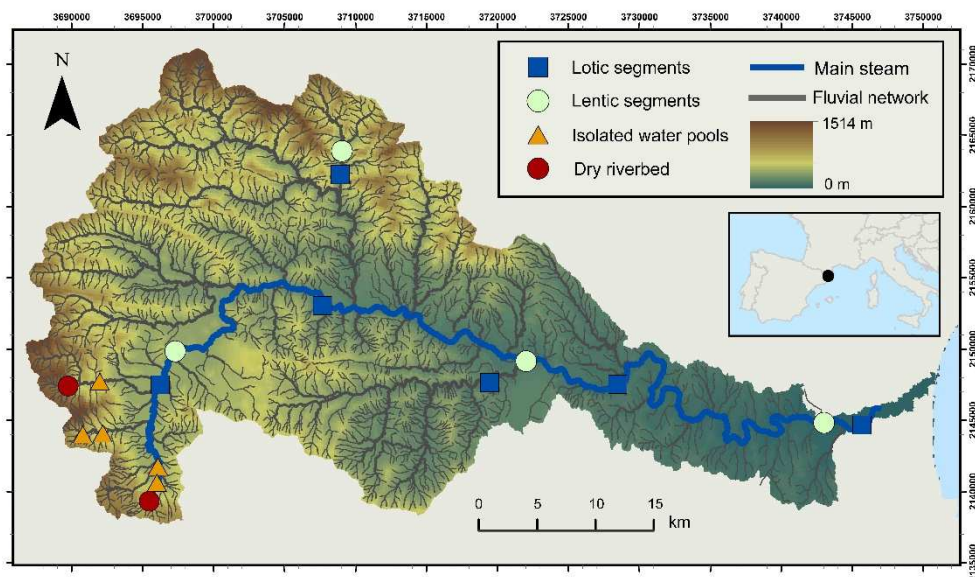 3690000 3695000 3700000 3705000 3710000 3715000 3720000 3725000 3730000 3735000 3740000 3745000 3750000
N
Lotic segments
Lentic segments
Isolated water pools
Dry riverbed
Main steam
Fluvial network
1514 m
0 m
2170000
2165000
2160000
2155000
2150000
2145000
2140000
2135000
0 5 10 15
km